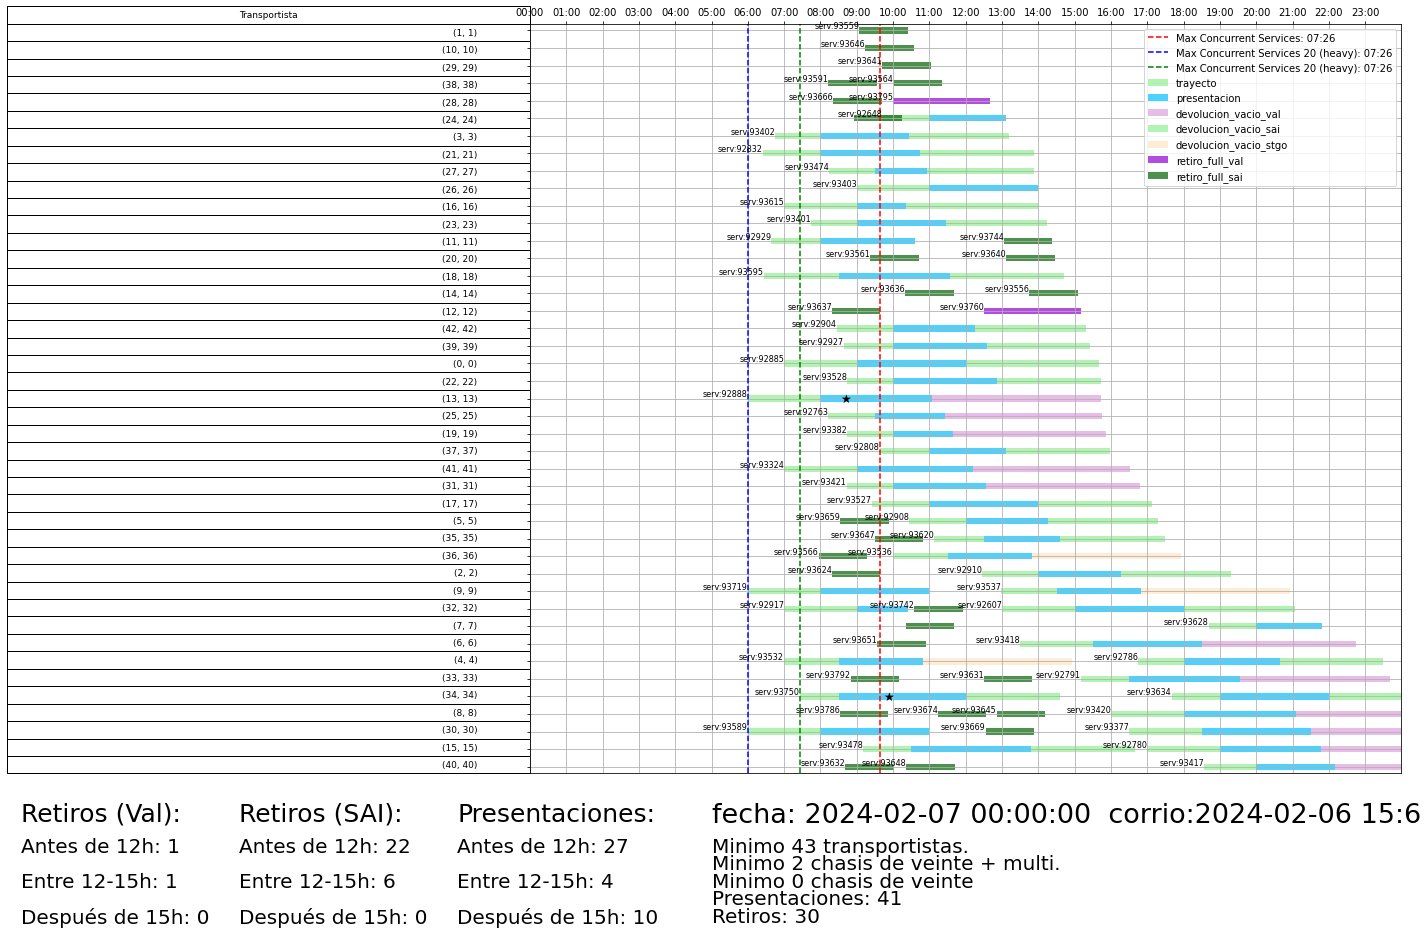 Transportista
00:00 01:00 02:00 03:00 04:00 05:00 06:00 07:00 08:00 09:00 10:00 11:00 12:00 13:00 14:00 15:00 16:00 17:00 18:00 19:00 20:00 21:00 22:00 23:00
Max Concurrent Services: 07:26
Max Concurrent Services 20 (heavy): 07:26
Max Concurrent Services 20 (heavy): 07:26
trayecto
presentacion
devolucion_vacio_val
devolucion_vacio_sai
devolucion_vacio_stgo
retiro_full_val
retiro_full_sai
(1, 1) serv:93559
(10, 10) serv:93646
(29, 29) serv:93641
(38, 38) serv:93591 serv:93564
(28, 28) serv:93666 serv:93795
(24, 24) serv:92648
(3, 3) serv:93402
(21, 21) serv:92832
(27, 27) serv:93474
(26, 26) serv:93403
(16, 16) serv:93615
(23, 23) serv:93401
(11, 11) serv:92929 serv:93744
(20, 20) serv:93561 serv:93640
(18, 18) serv:93595
(14, 14) serv:93636 serv:93556
(12, 12) serv:93637 serv:93760
(42, 42) serv:92904
(39, 39) serv:92927
(0, 0) serv:92885
(22, 22) serv:93528
(13, 13) serv:92888
(25, 25) serv:92763
(19, 19) serv:93382
(37, 37) serv:92808
(41, 41) serv:93324
(31, 31) serv:93421
(17, 17) serv:93527
(5, 5) serv:93659 serv:92908
(35, 35) serv:93647 serv:93620
(36, 36) serv:93566 serv:93536
(2, 2) serv:93624 serv:92910
(9, 9) serv:93719 serv:93537
(32, 32) serv:92917 serv:93742 serv:92607
(7, 7) serv:93628
(6, 6) serv:93651 serv:93418
(4, 4) serv:93532 serv:92786
(33, 33) serv:93792 serv:93631 serv:92791
(34, 34) serv:93750 serv:93634
(8, 8) serv:93786 serv:93674 serv:93645 serv:93420
(30, 30) serv:93589 serv:93669 serv:93377
(15, 15) serv:93478 serv:92780
(40, 40) serv:93632 serv:93648 serv:93417
Retiros (Val):
Antes de 12h: 1
Entre 12-15h: 1
Después de 15h: 0
Retiros (SAI):
Antes de 12h: 22
Entre 12-15h: 6
Después de 15h: 0
Presentaciones:
Antes de 12h: 27
Entre 12-15h: 4
Después de 15h: 10
fecha: 2024-02-07 00:00:00 corrio:2024-02-06 15:6
Minimo 43 transportistas.
Minimo 2 chasis de veinte + multi.
Minimo 0 chasis de veinte
Presentaciones: 41
Retiros: 30